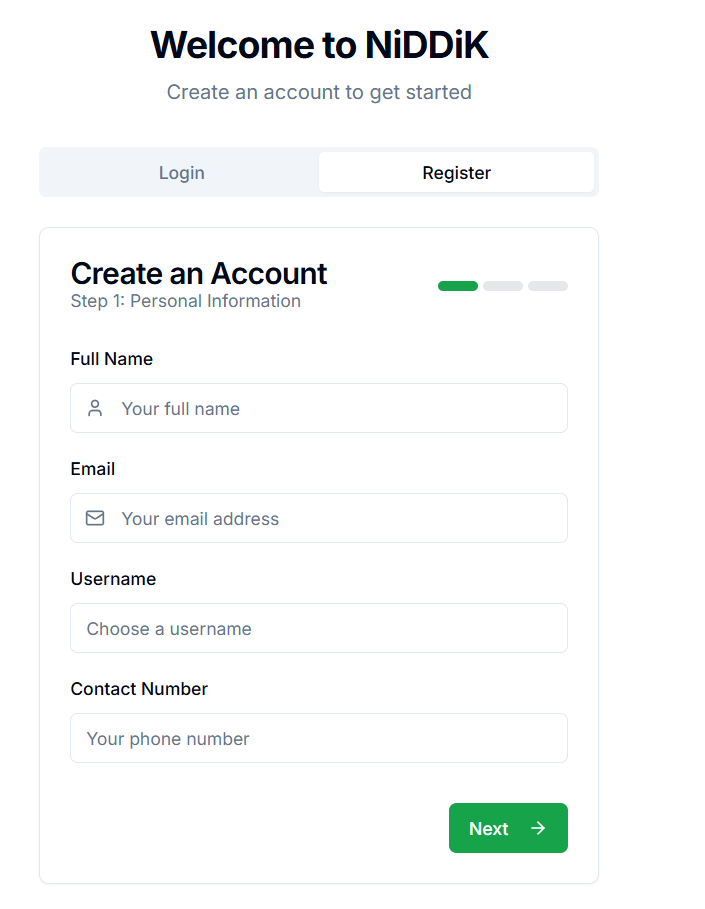 Welcome to NiDDiK
Create an account to get started
Login
Register
Create an Account
Step 1: Personal Information
Full Name
Your full name
Email
Your email address
Username
Choose a username
Contact Number
Your phone number
Next